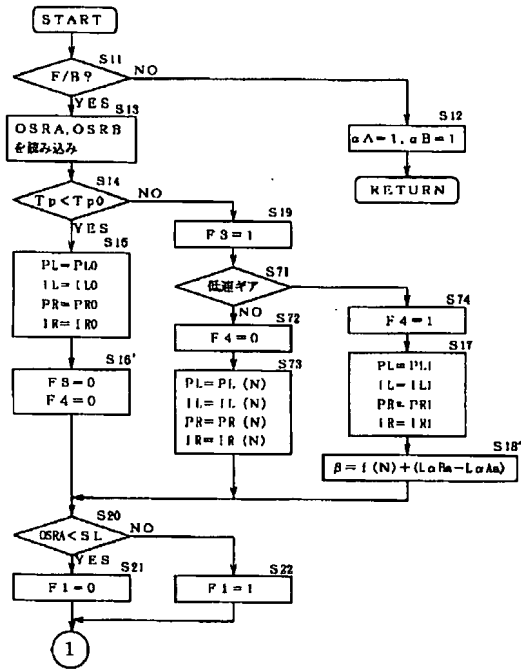 START
S11
F/B?
NO
YES
S13
OSRA, OSRB
を読み込み
S12
αA=1, αB=1
RETURN
S14
Tp<Tp0
NO
YES
S15
PL=PL0
IL=IL0
PR=PR0
IR=IR0
S16'
F3=0
F4=0
S19
F3=1
S71
低速ギア
NO
S72
F4=0
S73
PL=PL(N)
IL=IL(N)
PR=PR(N)
IR=IR(N)
S74
F4=1
S17
PL=PL1
IL=IL1
PR=PR1
IR=IR1
S18"
S20
OSRA<SL
NO
YES
S21
F1=0
S22
F1=1
1